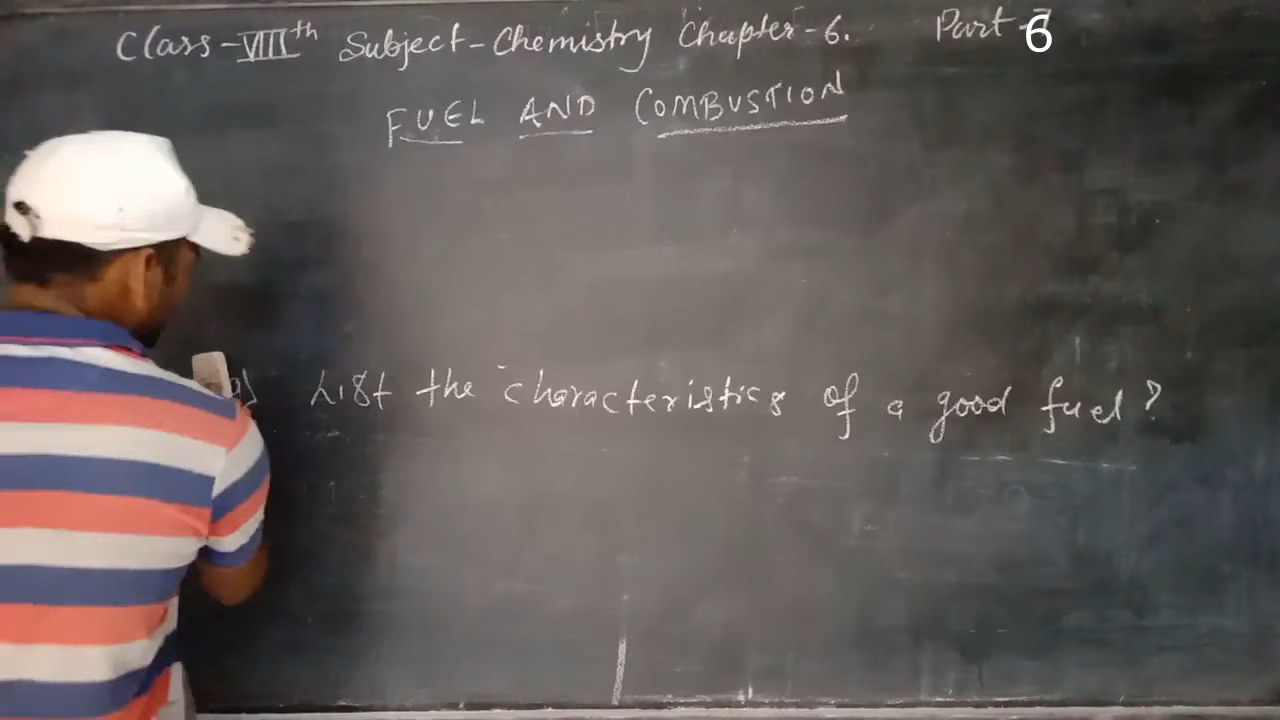 Class-VIIIth Subject-Chemistry Chapter-6. Part-6
FUEL AND COMBUSTION
a) List the characteristics of a good fuel?